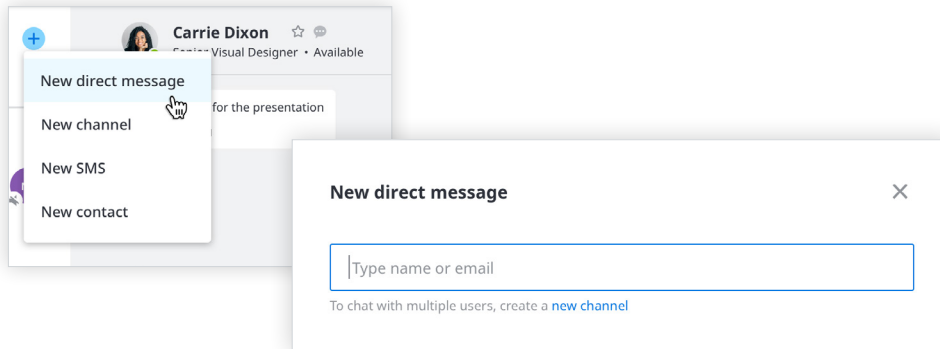 Carrie Dixon
Visual Designer • Available
New direct message
for the presentation
New channel
New SMS
New contact
New direct message
Type name or email
To chat with multiple users, create a new channel